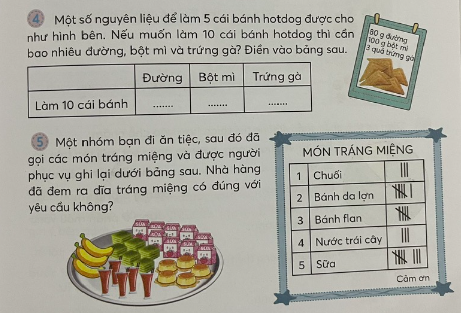 4 Một số nguyên liệu để làm 5 cái bánh hotdog được cho
như hình bên. Nếu muốn làm 10 cái bánh hotdog thì cần
bao nhiêu đường, bột mì và trứng gà? Điền vào bảng sau.
80 g đường
100 g bột mì
3 quả trứng gà
Đường Bột mì Trứng gà
Làm 10 cái bánh ........ ........ ........
5 Một nhóm bạn đi ăn tiệc, sau đó đã
gọi các món tráng miệng và được người
phục vụ ghi lại dưới bảng sau. Nhà hàng
đã đem ra dĩa tráng miệng có đúng với
yêu cầu không?
MÓN TRÁNG MIỆNG
1 Chuối
2 Bánh da lợn
3 Bánh flan
4 Nước trái cây
5 Sữa
Cảm ơn